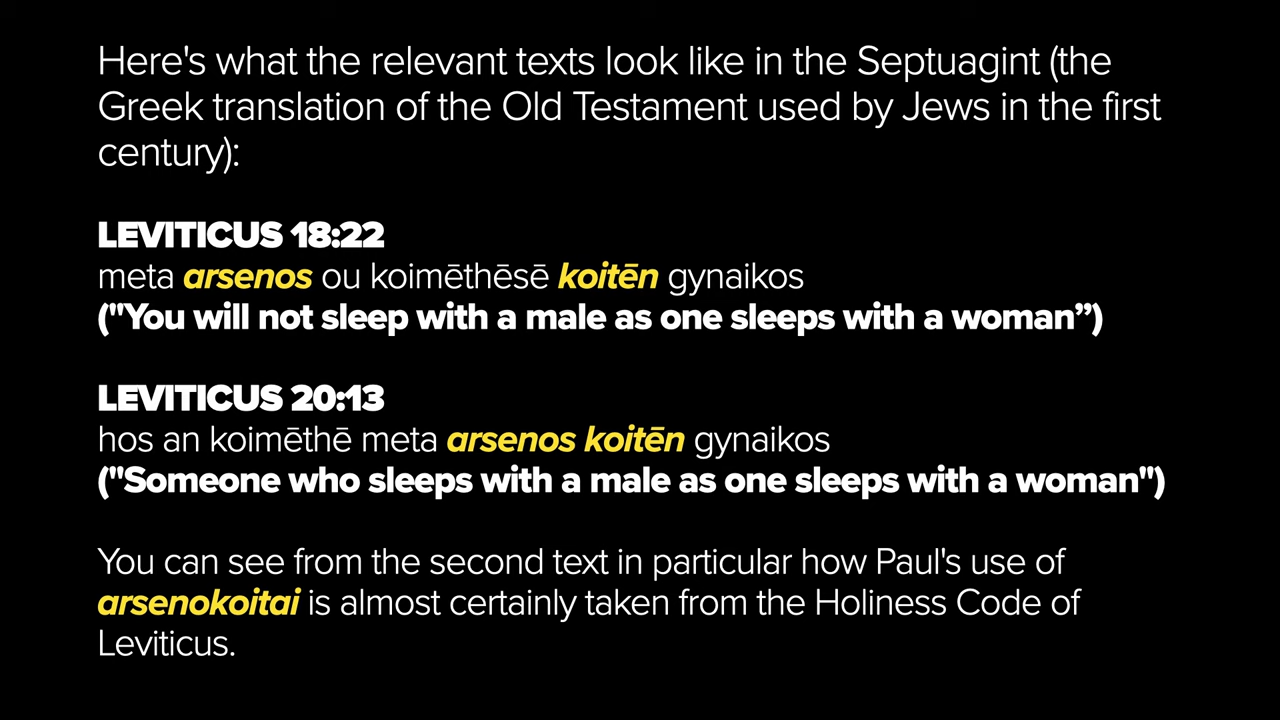 Here's what the relevant texts look like in the Septuagint (the
Greek translation of the Old Testament used by Jews in the first
century):
LEVITICUS 18:22
meta arsenos ou koimēthēsē koitēn gynaikos
("You will not sleep with a male as one sleeps with a woman”)
LEVITICUS 20:13
hos an koimēthē meta arsenos koitēn gynaikos
("Someone who sleeps with a male as one sleeps with a woman")
You can see from the second text in particular how Paul's use of
arsenokoitai is almost certainly taken from the Holiness Code of
Leviticus.